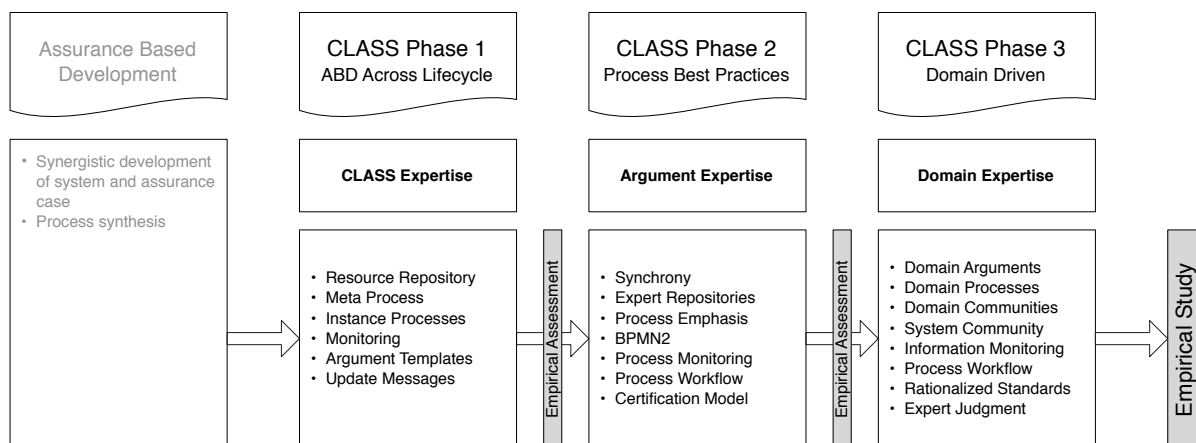 Assurance Based
Development
CLASS Phase 1
ABD Across Lifecycle
CLASS Phase 2
Process Best Practices
CLASS Phase 3
Domain Driven
• Synergistic development
of system and assurance
case
• Process synthesis
CLASS Expertise
Argument Expertise
Domain Expertise
• Resource Repository
• Meta Process
• Instance Processes
• Monitoring
• Argument Templates
• Update Messages
Empirical Assessment
• Synchrony
• Expert Repositories
• Process Emphasis
• BPMN2
• Process Monitoring
• Process Workflow
• Certification Model
Empirical Assessment
• Domain Arguments
• Domain Processes
• Domain Communities
• System Community
• Information Monitoring
• Process Workflow
• Rationalized Standards
• Expert Judgment
Empirical Study